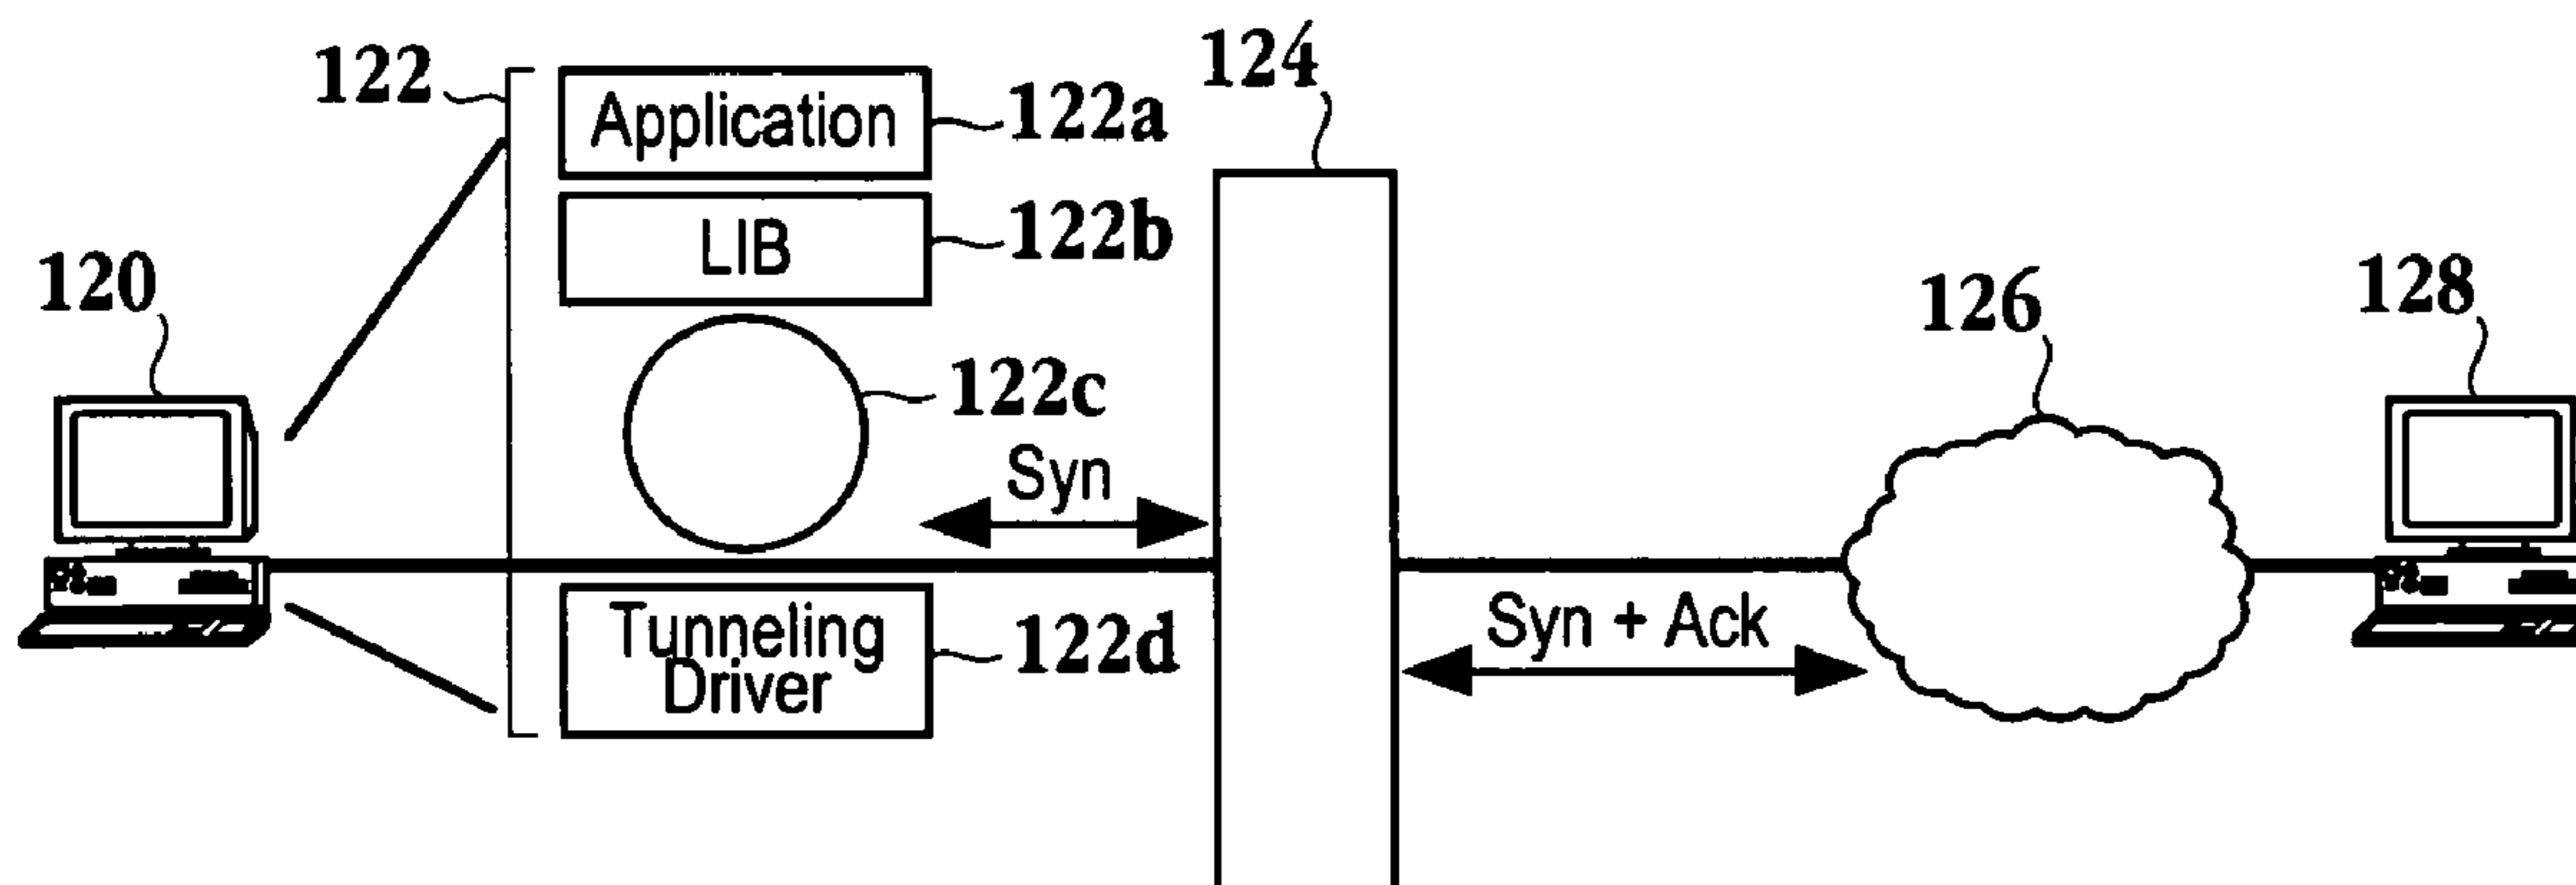 122
Application
122a
124
LIB
122b
120
126
128
122c
Syn
Tunneling
Driver
122d
Syn + Ack